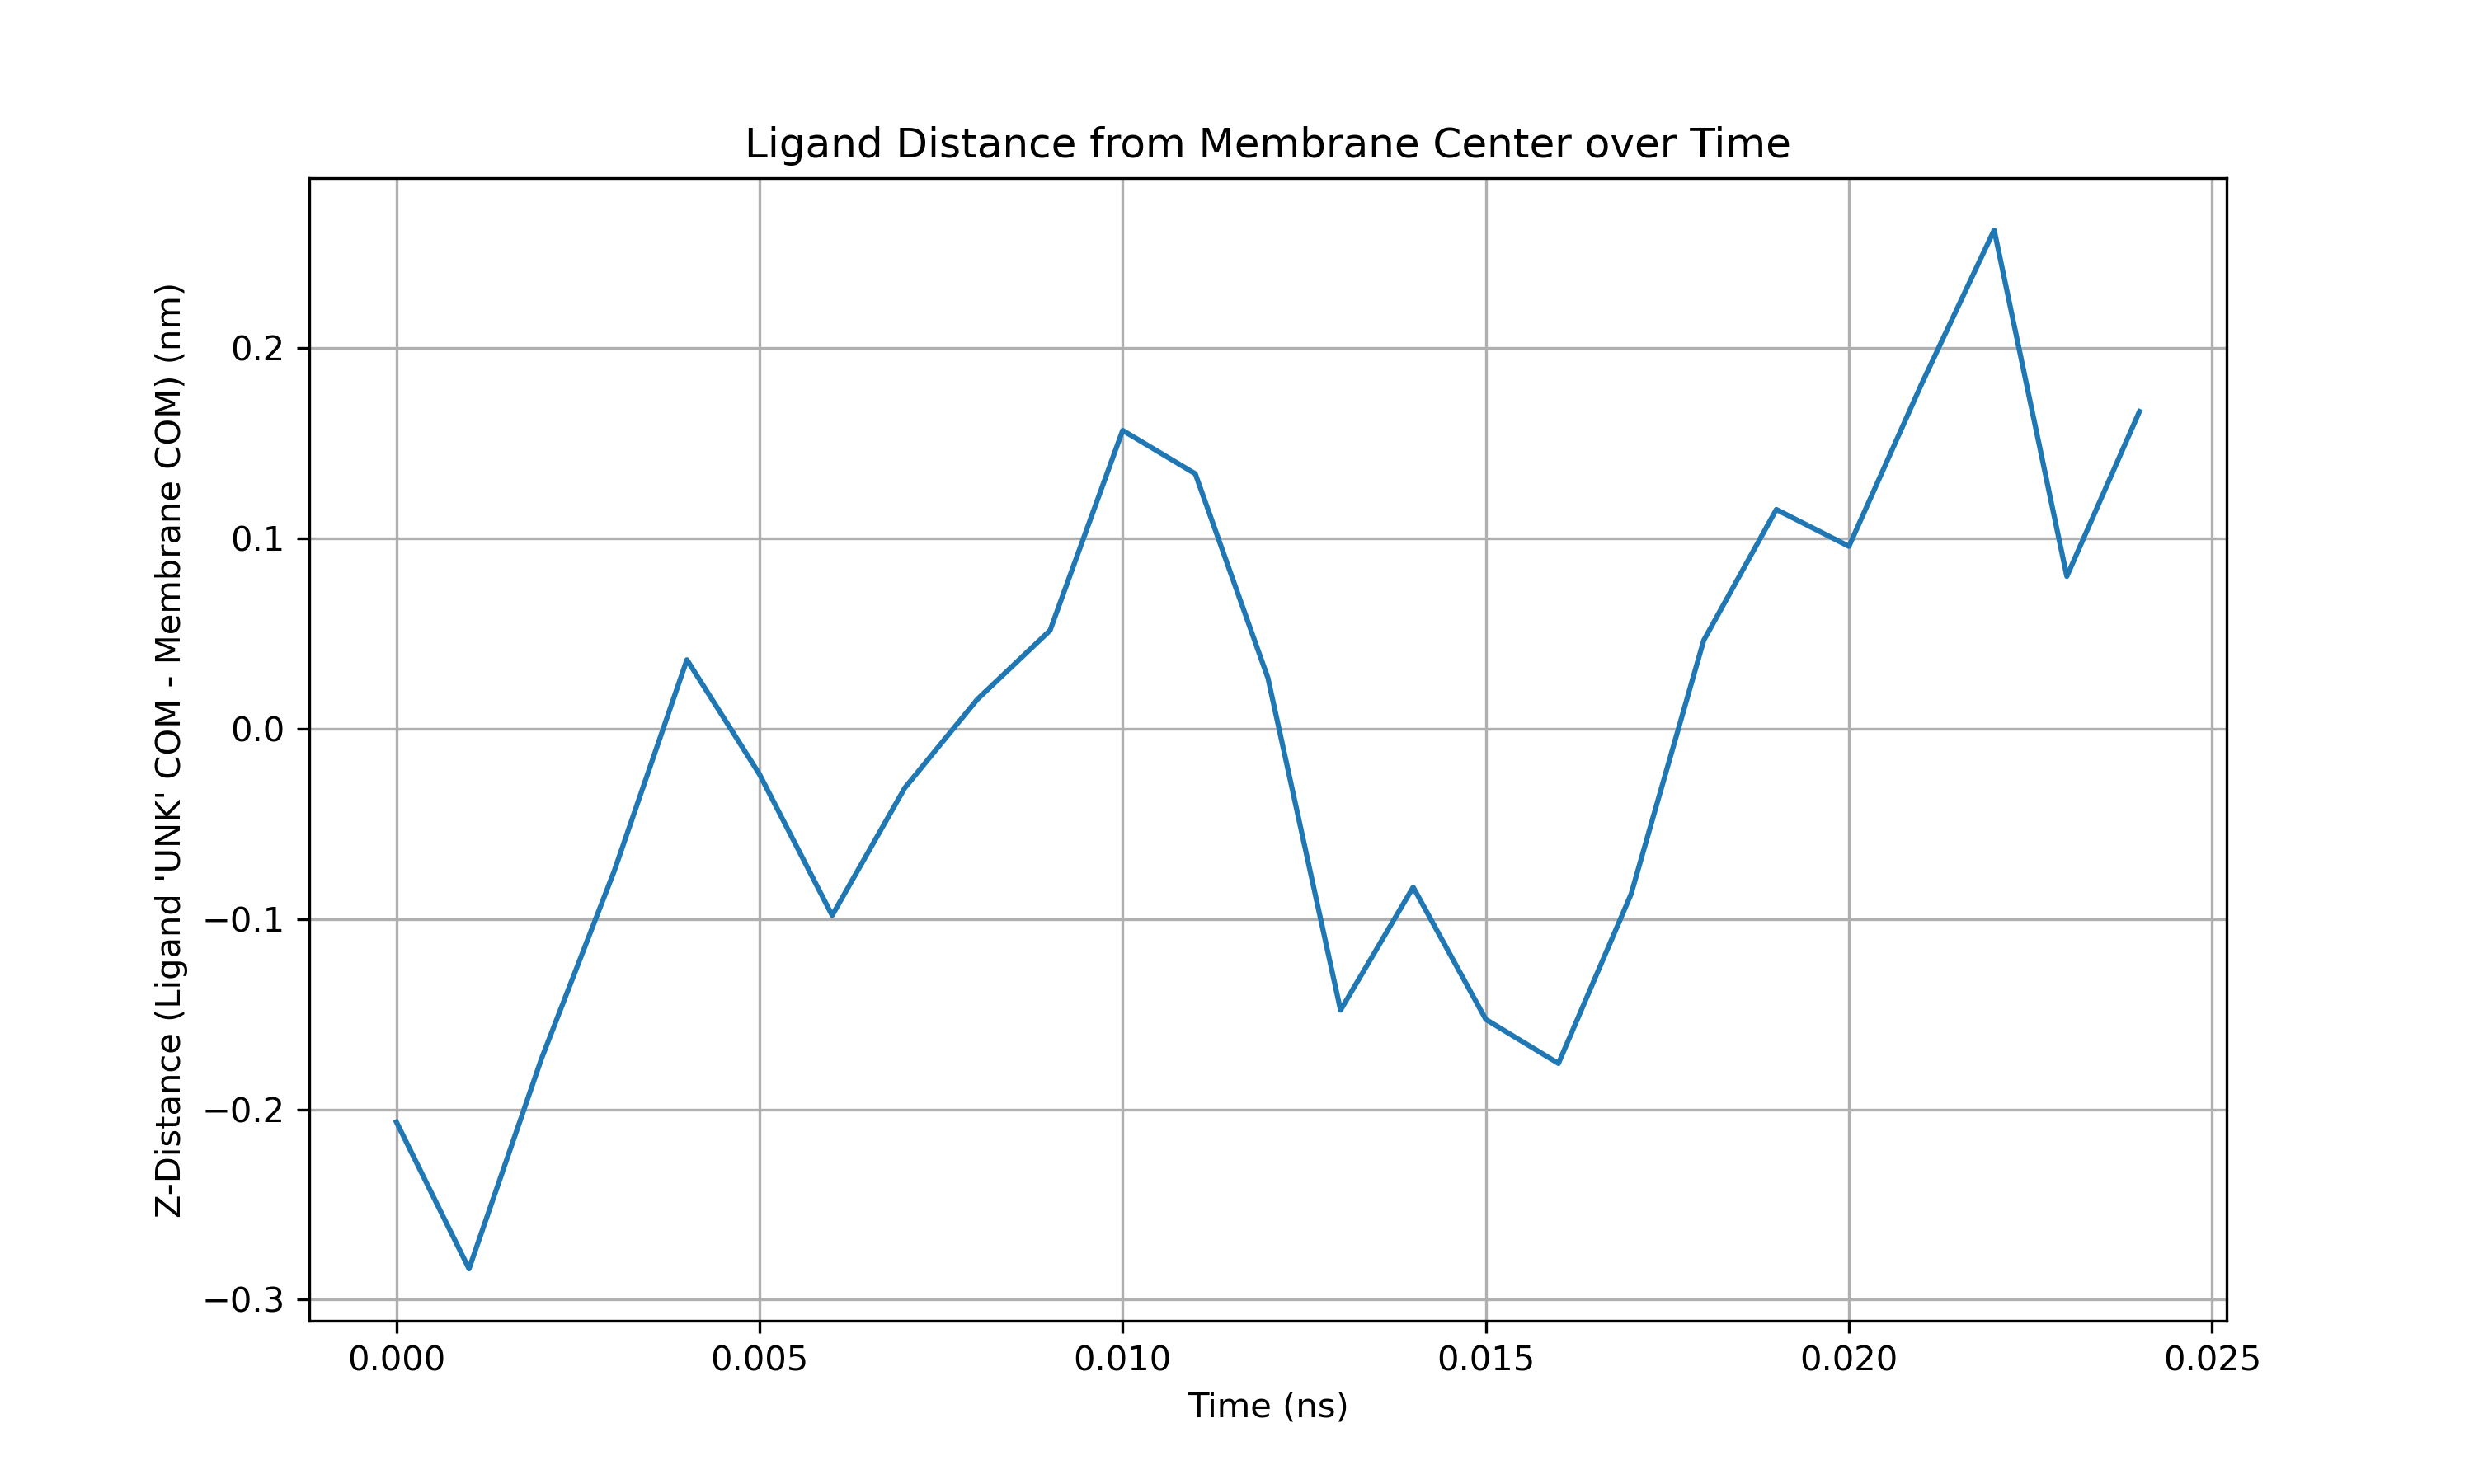 Ligand Distance from Membrane Center over Time
Z-Distance (Ligand 'UNK' COM - Membrane COM) (nm)
0.2
0.1
0.0
−0.1
−0.2
−0.3
0.000 0.005 0.010 0.015 0.020 0.025
Time (ns)